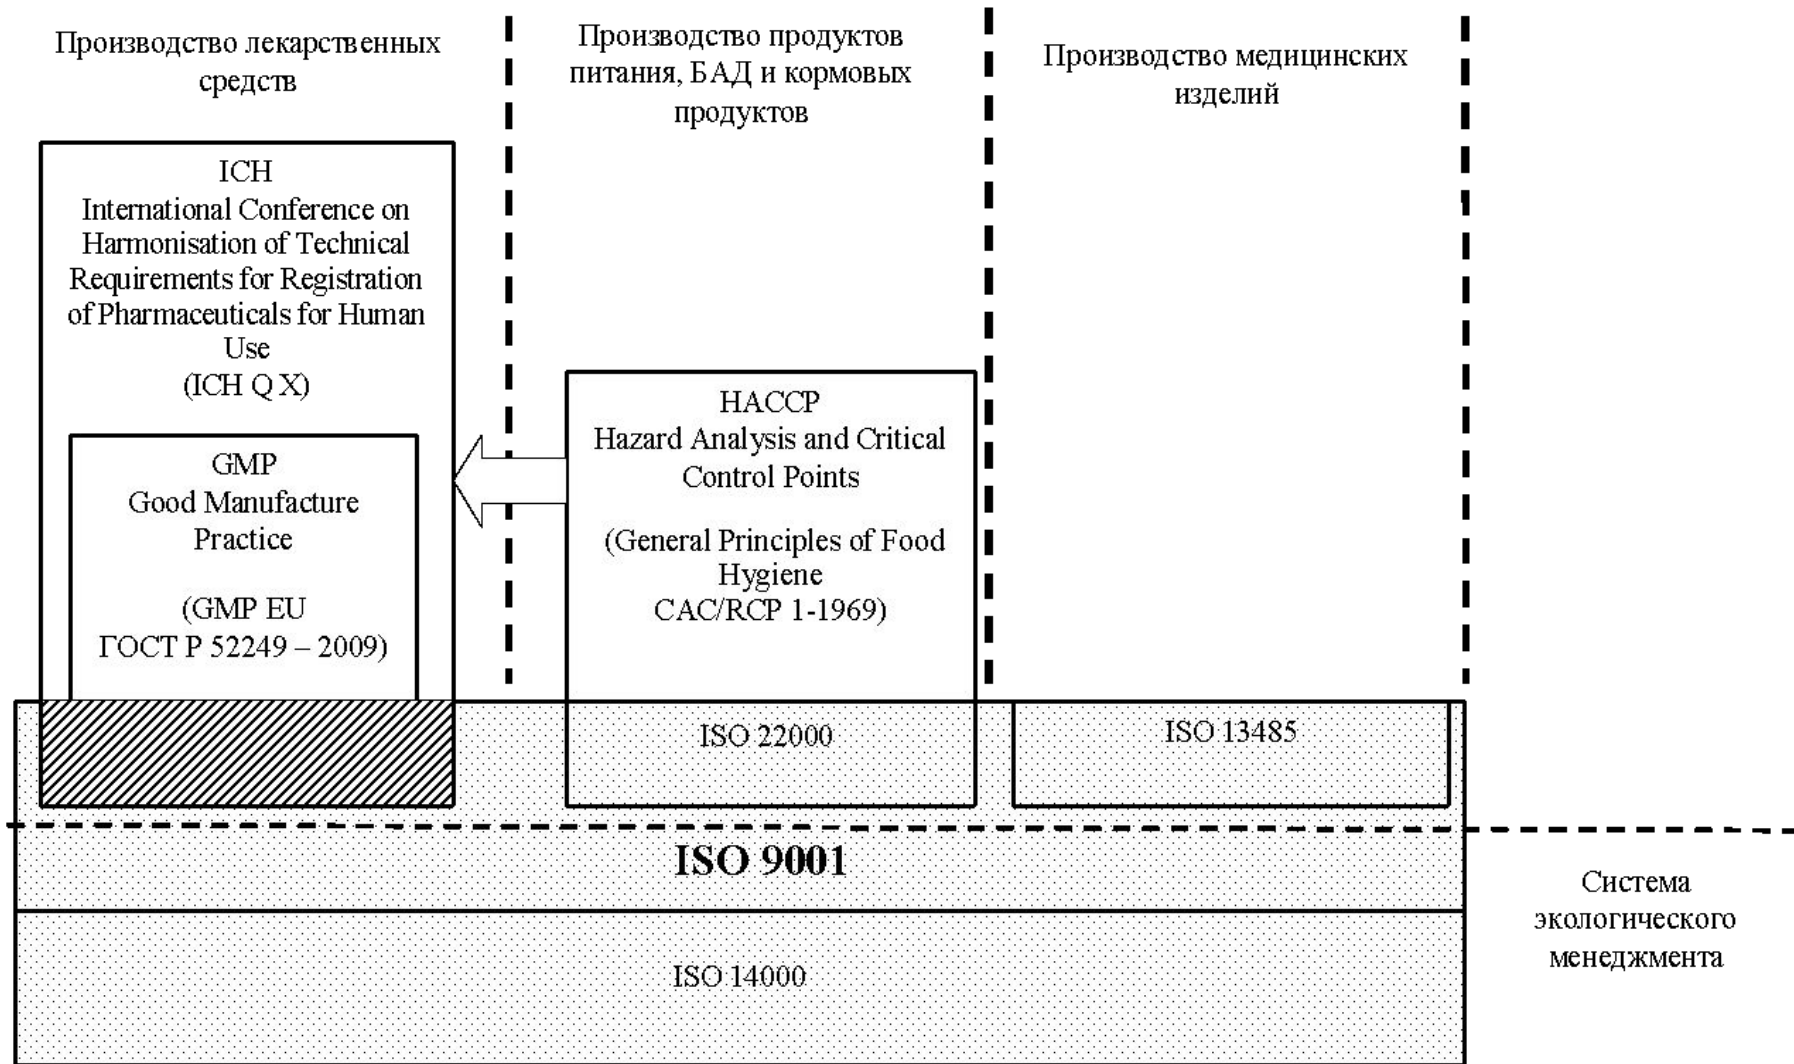 Производство лекарственных
средств
Производство продуктов
питания, БАД и кормовых
продуктов
Производство медицинских
изделий
ICH
International Conference on
Harmonisation of Technical
Requirements for Registration
of Pharmaceuticals for Human
Use
(ICH Q X)
GMP
Good Manufacture
Practice
(GMP EU
ГОСТ Р 52249 – 2009)
HACCP
Hazard Analysis and Critical
Control Points
(General Principles of Food
Hygiene
CAC/RCP 1-1969)
ISO 22000
ISO 13485
ISO 9001
ISO 14000
Система
экологического
менеджмента